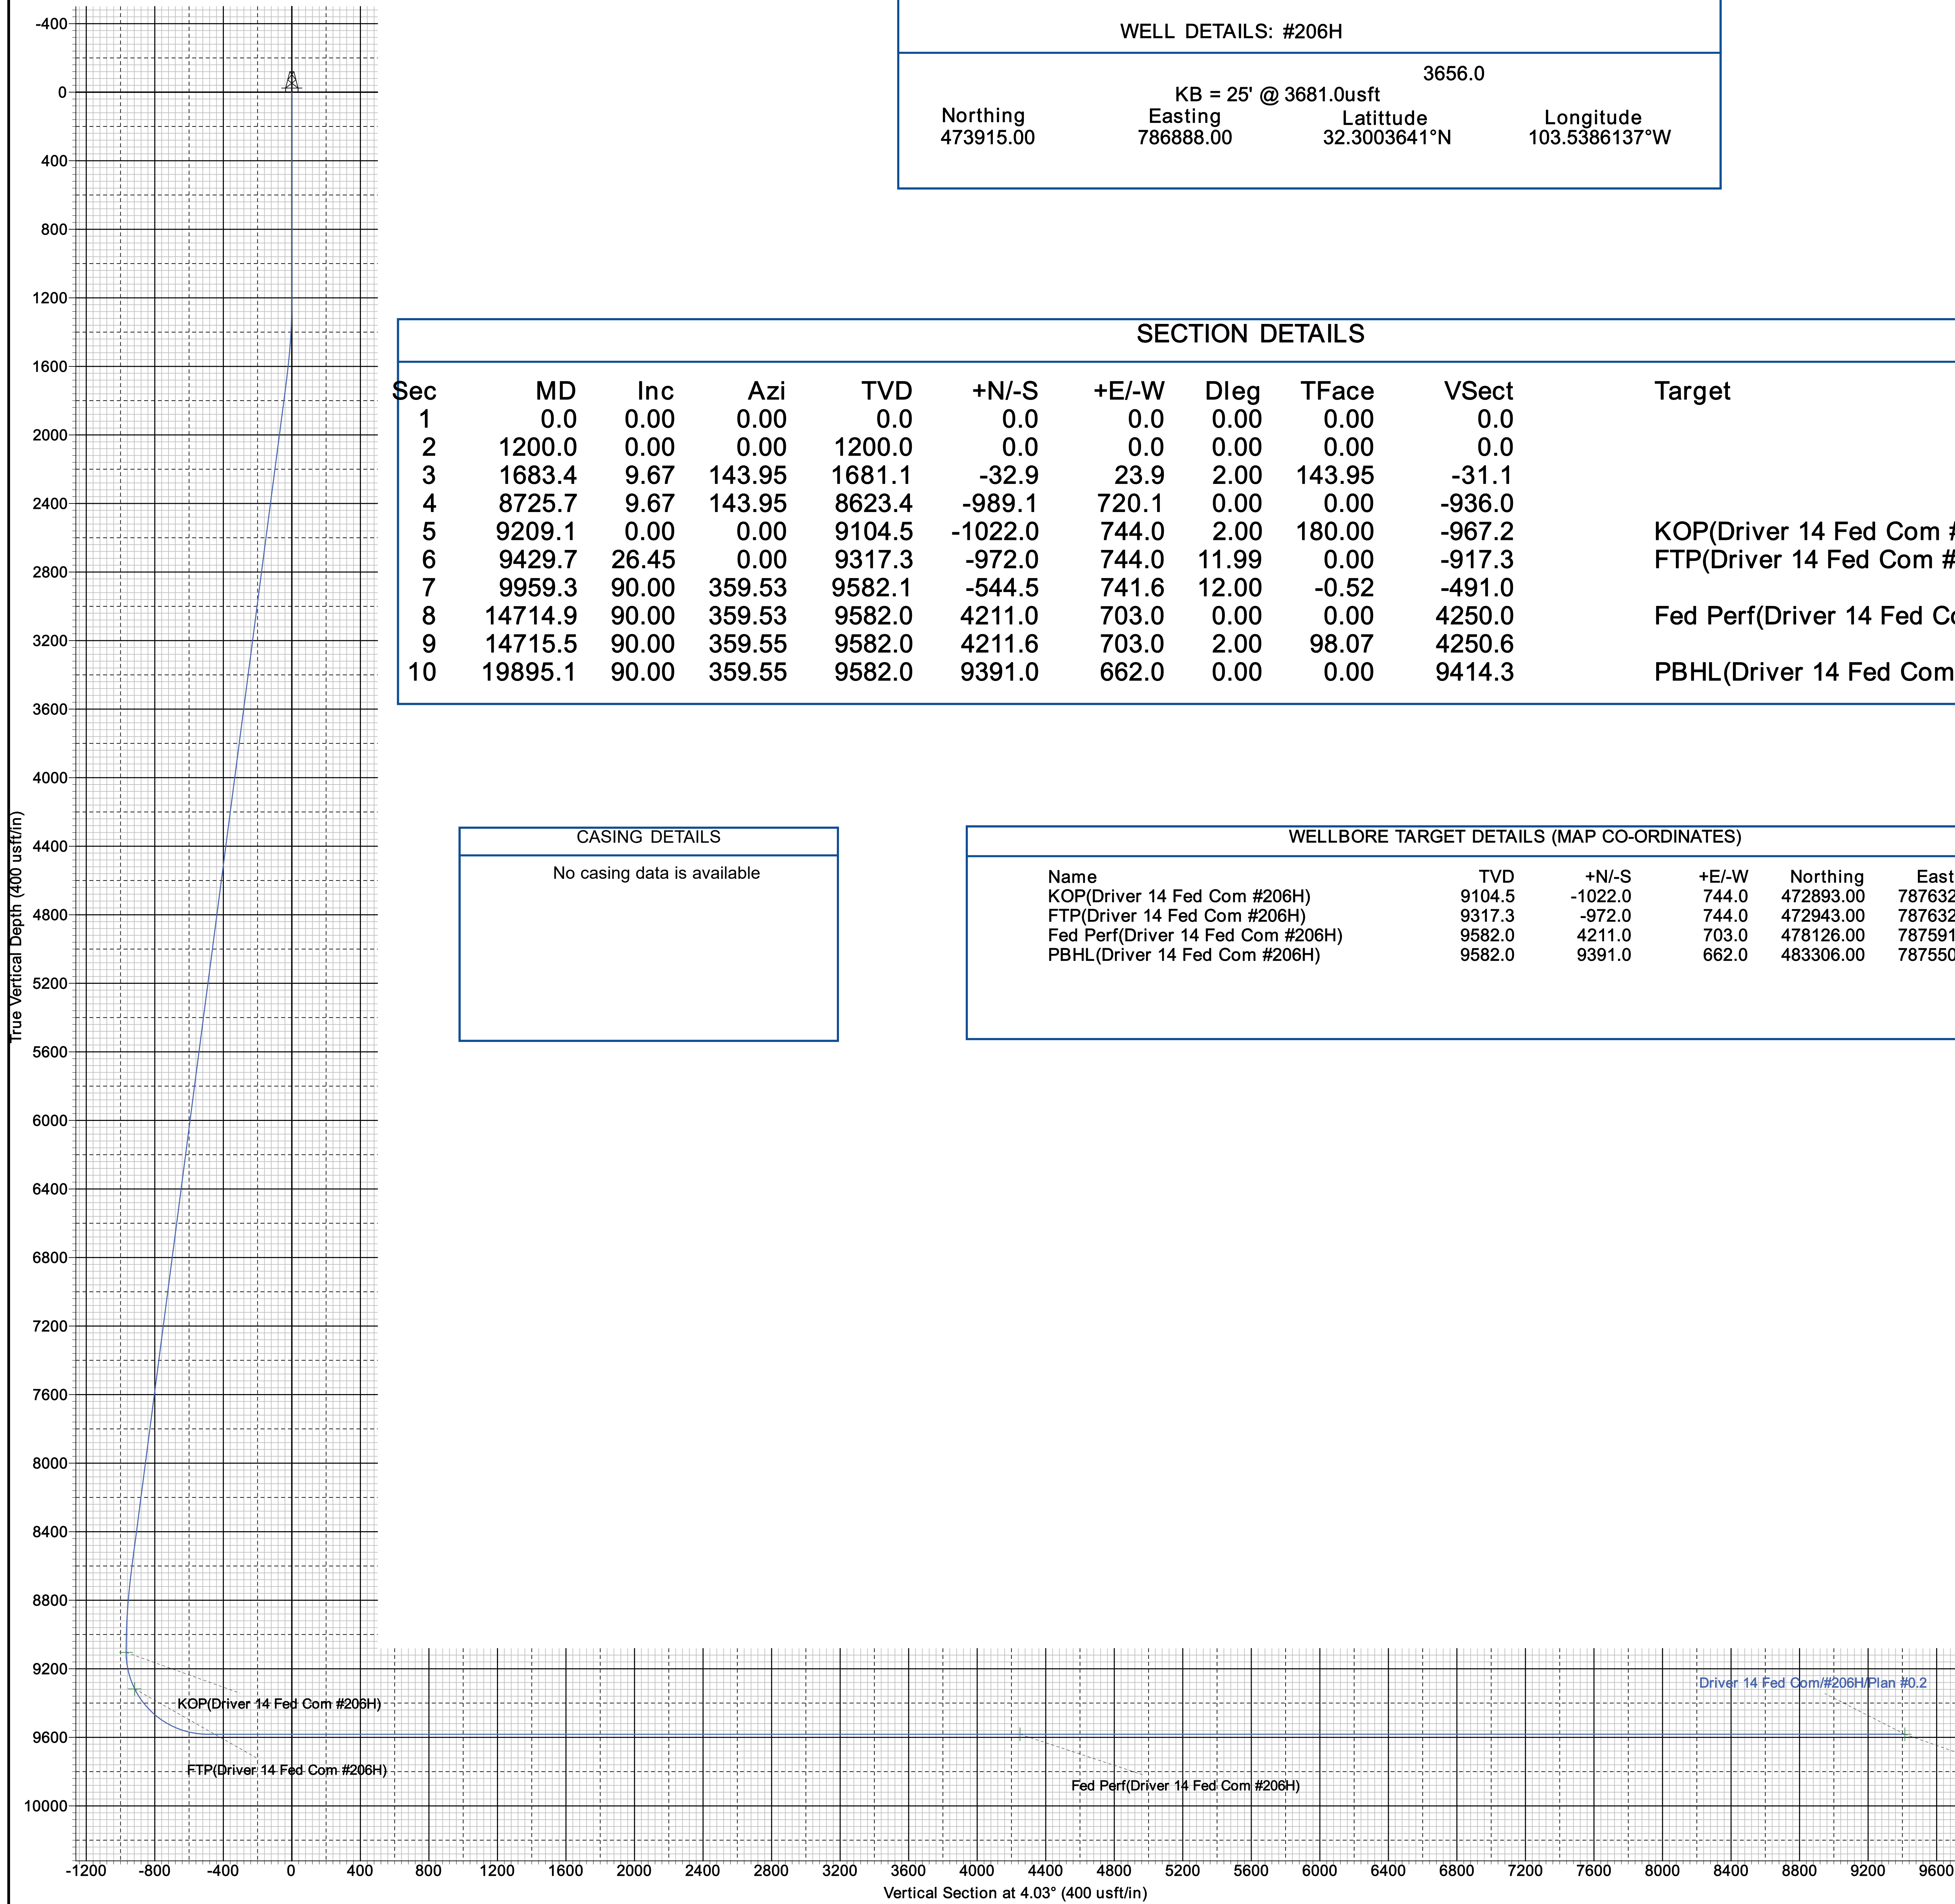 WELL DETAILS: #206H
3656.0
KB = 25' @ 3681.0usft
Northing Easting Latittude Longitude
473915.00 786888.00 32.3003641°N 103.5386137°W
SECTION DETAILS
Sec MD Inc Azi TVD +N/-S +E/-W Dleg TFace VSect Target
1 0.0 0.00 0.00 0.0 0.0 0.0 0.00 0.00 0.0
2 1200.0 0.00 0.00 1200.0 0.0 0.0 0.00 0.00 0.0
3 1683.4 9.67 143.95 1681.1 -32.9 23.9 2.00 143.95 -31.1
4 8725.7 9.67 143.95 8623.4 -989.1 720.1 0.00 0.00 -936.0
5 9209.1 0.00 0.00 9104.5 -1022.0 744.0 2.00 180.00 -967.2 KOP(Driver 14 Fed Com #
6 9429.7 26.45 0.00 9317.3 -972.0 744.0 11.99 0.00 -917.3 FTP(Driver 14 Fed Com #
7 9959.3 90.00 359.53 9582.1 -544.5 741.6 12.00 -0.52 -491.0
8 14714.9 90.00 359.53 9582.0 4211.0 703.0 0.00 0.00 4250.0 Fed Perf(Driver 14 Fed Co
9 14715.5 90.00 359.55 9582.0 4211.6 703.0 2.00 98.07 4250.6
10 19895.1 90.00 359.55 9582.0 9391.0 662.0 0.00 0.00 9414.3 PBHL(Driver 14 Fed Com
CASING DETAILS
No casing data is available
WELLBORE TARGET DETAILS (MAP CO-ORDINATES)
Name TVD +N/-S +E/-W Northing East
KOP(Driver 14 Fed Com #206H) 9104.5 -1022.0 744.0 472893.00 787632
FTP(Driver 14 Fed Com #206H) 9317.3 -972.0 744.0 472943.00 787632
Fed Perf(Driver 14 Fed Com #206H) 9582.0 4211.0 703.0 478126.00 787591
PBHL(Driver 14 Fed Com #206H) 9582.0 9391.0 662.0 483306.00 787550
True Vertical Depth (400 usft/in)
-400
0
400
800
1200
1600
2000
2400
2800
3200
3600
4000
4400
4800
5200
5600
6000
6400
6800
7200
7600
8000
8400
8800
9200
9600
10000
Driver 14 Fed Com/#206H/Plan #0.2
KOP(Driver 14 Fed Com #206H)
FTP(Driver 14 Fed Com #206H)
Fed Perf(Driver 14 Fed Com #206H)
-1200 -800 -400 0 400 800 1200 1600 2000 2400 2800 3200 3600 4000 4400 4800 5200 5600 6000 6400 6800 7200 7600 8000 8400 8800 9200 9600
Vertical Section at 4.03° (400 usft/in)